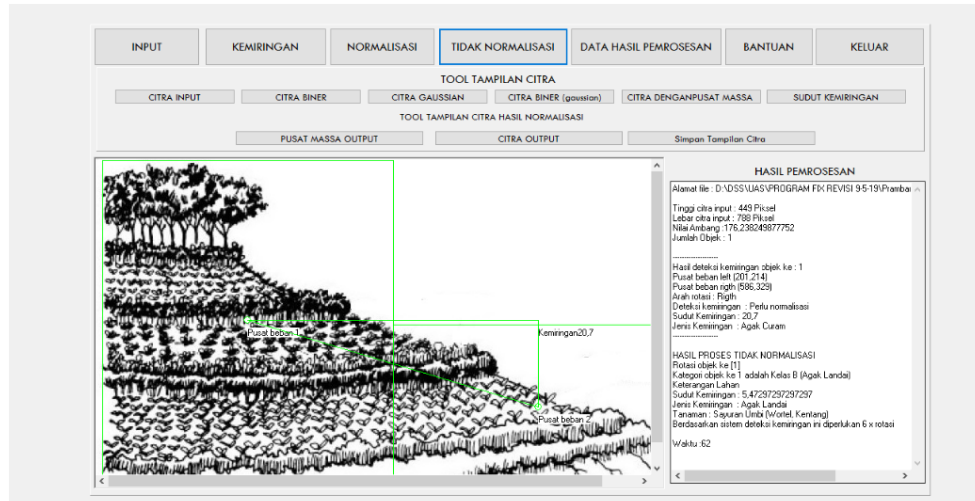 INPUT KEMIRINGAN NORMALISASI TIDAK NORMALISASI DATA HASIL PEMROSESAN BANTUAN KELUAR
TOOL TAMPILAN CITRA
CITRA INPUT CITRA BINER CITRA GAUSSIAN CITRA BINER (gaussian) CITRA DENGANPUSAT MASSA SUDUT KEMIRINGAN
TOOL TAMPILAN CITRA HASIL NORMALISASI
PUSAT MASSA OUTPUT CITRA OUTPUT Simpan Tampilan Citra
Pusat beban 1
Kemiringan20,7
Pusat beban 2
HASIL PEMROSESAN
Alamat file : D:\DSS\UAS\PROGRAM FIX REVISI 9-5-19\Pramba
Tinggi citra input : 449 Piksel
Lebar citra input : 788 Piksel
Nilai Ambang :176,238249877752
Jumlah Objek : 1
--------------------
Hasil deteksi kemiringan objek ke : 1
Pusat beban left (201,214)
Pusat beban rigth (586,329)
Arah rotasi : Rigth
Deteksi kemiringan : Perlu normalisasi
Sudut Kemiringan : 20,7
Jenis Kemiringan : Agak Curam
--------------------
HASIL PROSES TIDAK NORMALISASI
Rotasi objek ke [1]
Kategori objek ke 1 adalah Kelas B (Agak Landai)
Keterangan Lahan
Sudut Kemiringan : 5,47297297297297
Jenis Kemiringan : Agak Landai
Tanaman : Sayuran Umbi (Wortel, Kentang)
Berdasarkan sistem deteksi kemiringan ini diperlukan 6 x rotasi
Waktu :62